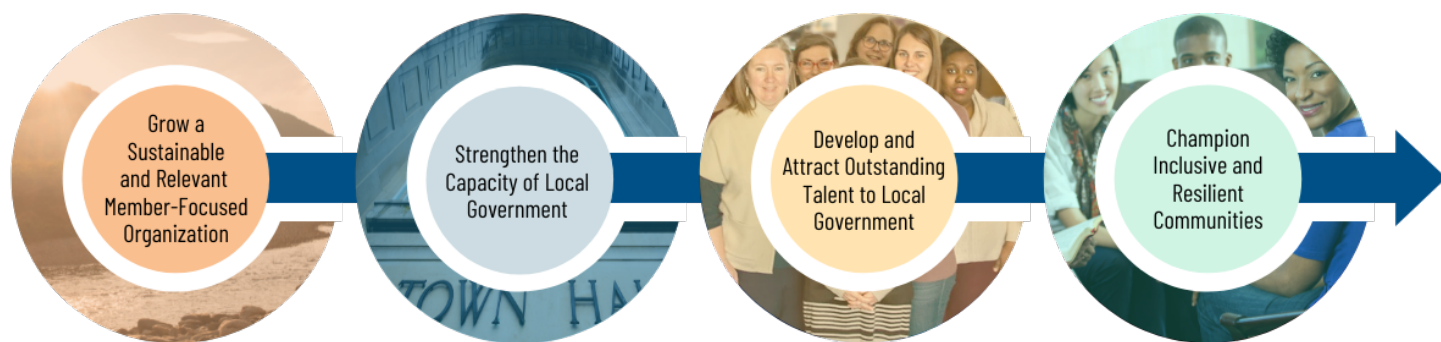 Grow a
Sustainable
and Relevant
Member-Focused
Organization
Strengthen the
Capacity of Local
Government
TOWN HA
Develop and
Attract Outstanding
Talent to Local
Government
Champion
Inclusive and
Resilient
Communities